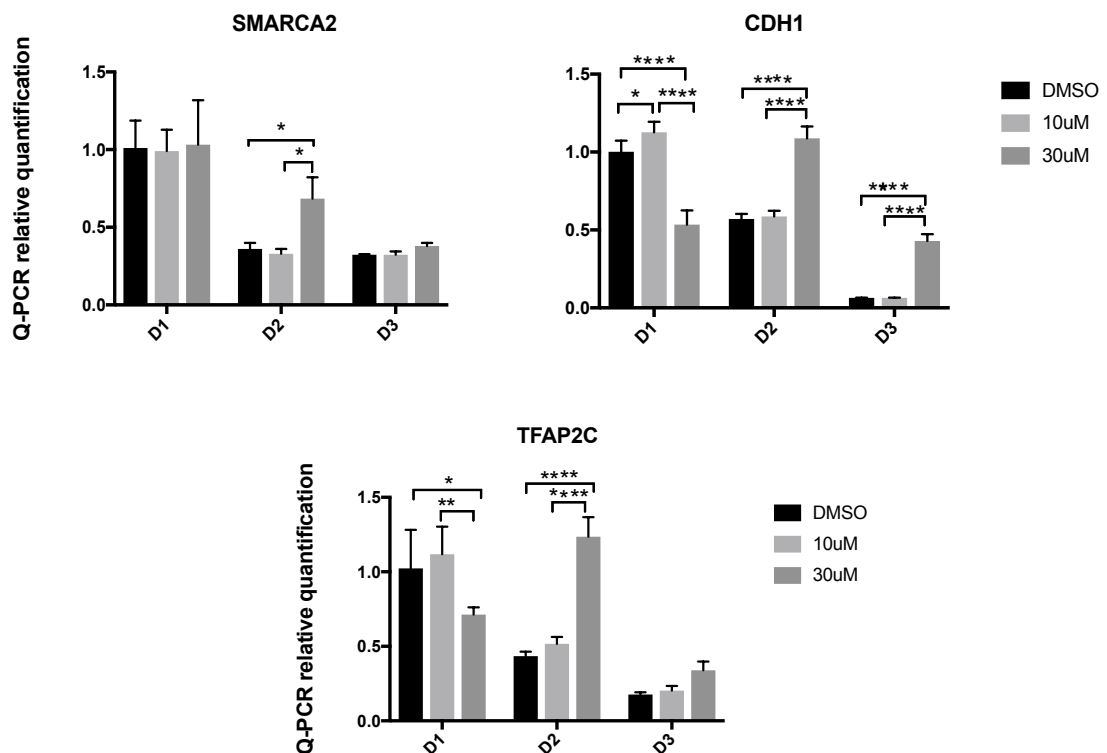 SMARCA2
Q-PCR relative quantification
1.5
1.0
0.5
0.0
*
*
D1
D2
D3
CDH1
1.5
1.0
0.5
0.0
****
* ****
****
****
****
****
D1
D2
D3
DMSO
10uM
30uM
TFAP2C
Q-PCR relative quantification
1.5
1.0
0.5
0.0
*
**
****
****
D1
D2
D3
DMSO
10uM
30uM